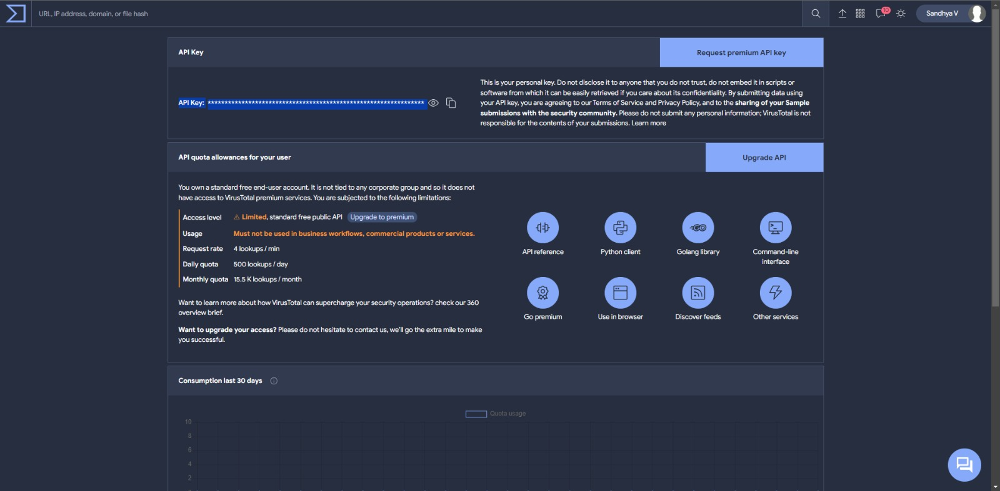 URL, IP address, domain, or file hash
10
Sandhya V
API Key
Request premium API key
API Key: *****************************************************************
This is your personal key. Do not disclose it to anyone that you do not trust, do not embed it in scripts or
software from which it can be easily retrieved if you care about its confidentiality. By submitting data using
your API key, you are agreeing to our Terms of Service and Privacy Policy, and to the sharing of your Sample
submissions with the security community. Please do not submit any personal information; VirusTotal is not
responsible for the contents of your submissions. Learn more
API quota allowances for your user
Upgrade API
You own a standard free end-user account. It is not tied to any corporate group and so it does not
have access to VirusTotal premium services. You are subjected to the following limitations:
Access level Limited, standard free public API Upgrade to premium
Usage Must not be used in business workflows, commercial products or services.
Request rate 4 lookups / min
Daily quota 500 lookups / day
Monthly quota 15.5 K lookups / month
Want to learn more about how VirusTotal can supercharge your security operations? check our 360
overview brief.
Want to upgrade your access? Please do not hesitate to contact us, we'll go the extra mile to make
you successful.
API reference
Python client
GO
Golang library
Command-line
interface
Go premium
Use in browser
Discover feeds
Other services
Consumption last 30 days
Quota usage
10
8
6
4
2